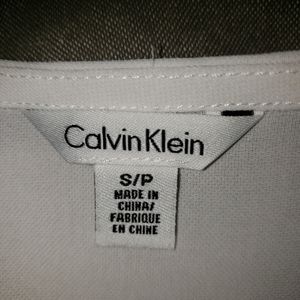 Calvin Klein
S/P
MADE IN
CHINA/
FABRIQUE
EN CHINE